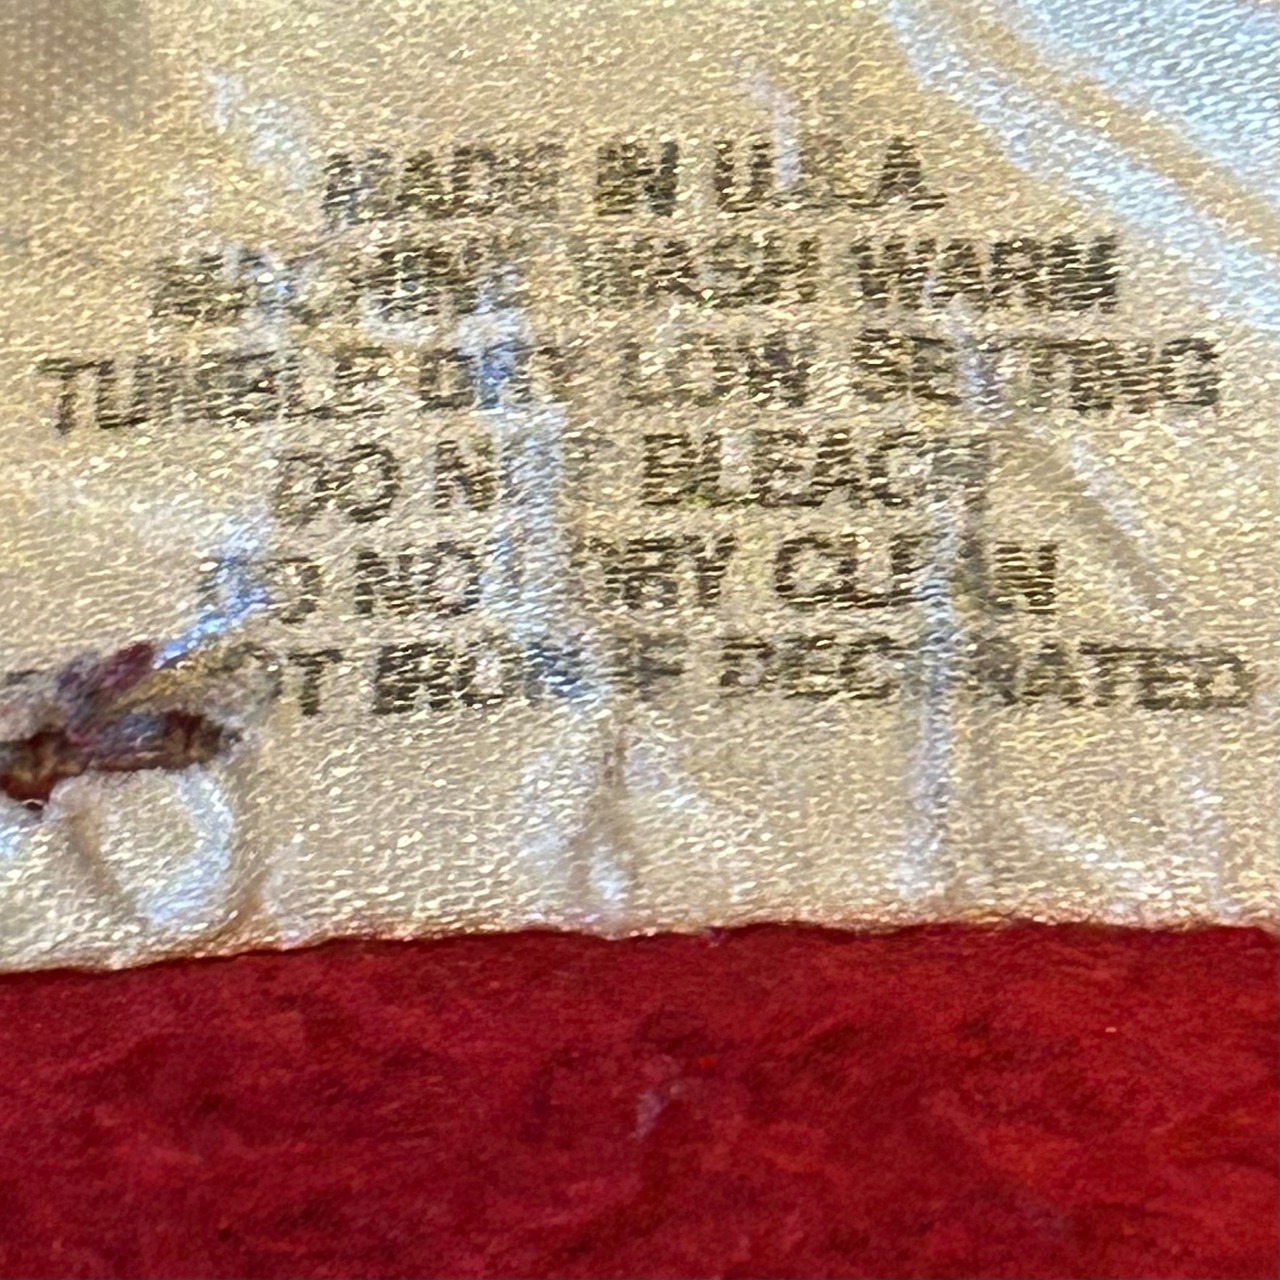 MADE IN U.S.A.
MACHINE WASH WARM
TUMBLE DRY LOW SETTING
DO NOT BLEACH
DO NOT DRY CLEAN
NOT IRON IF DECORATED